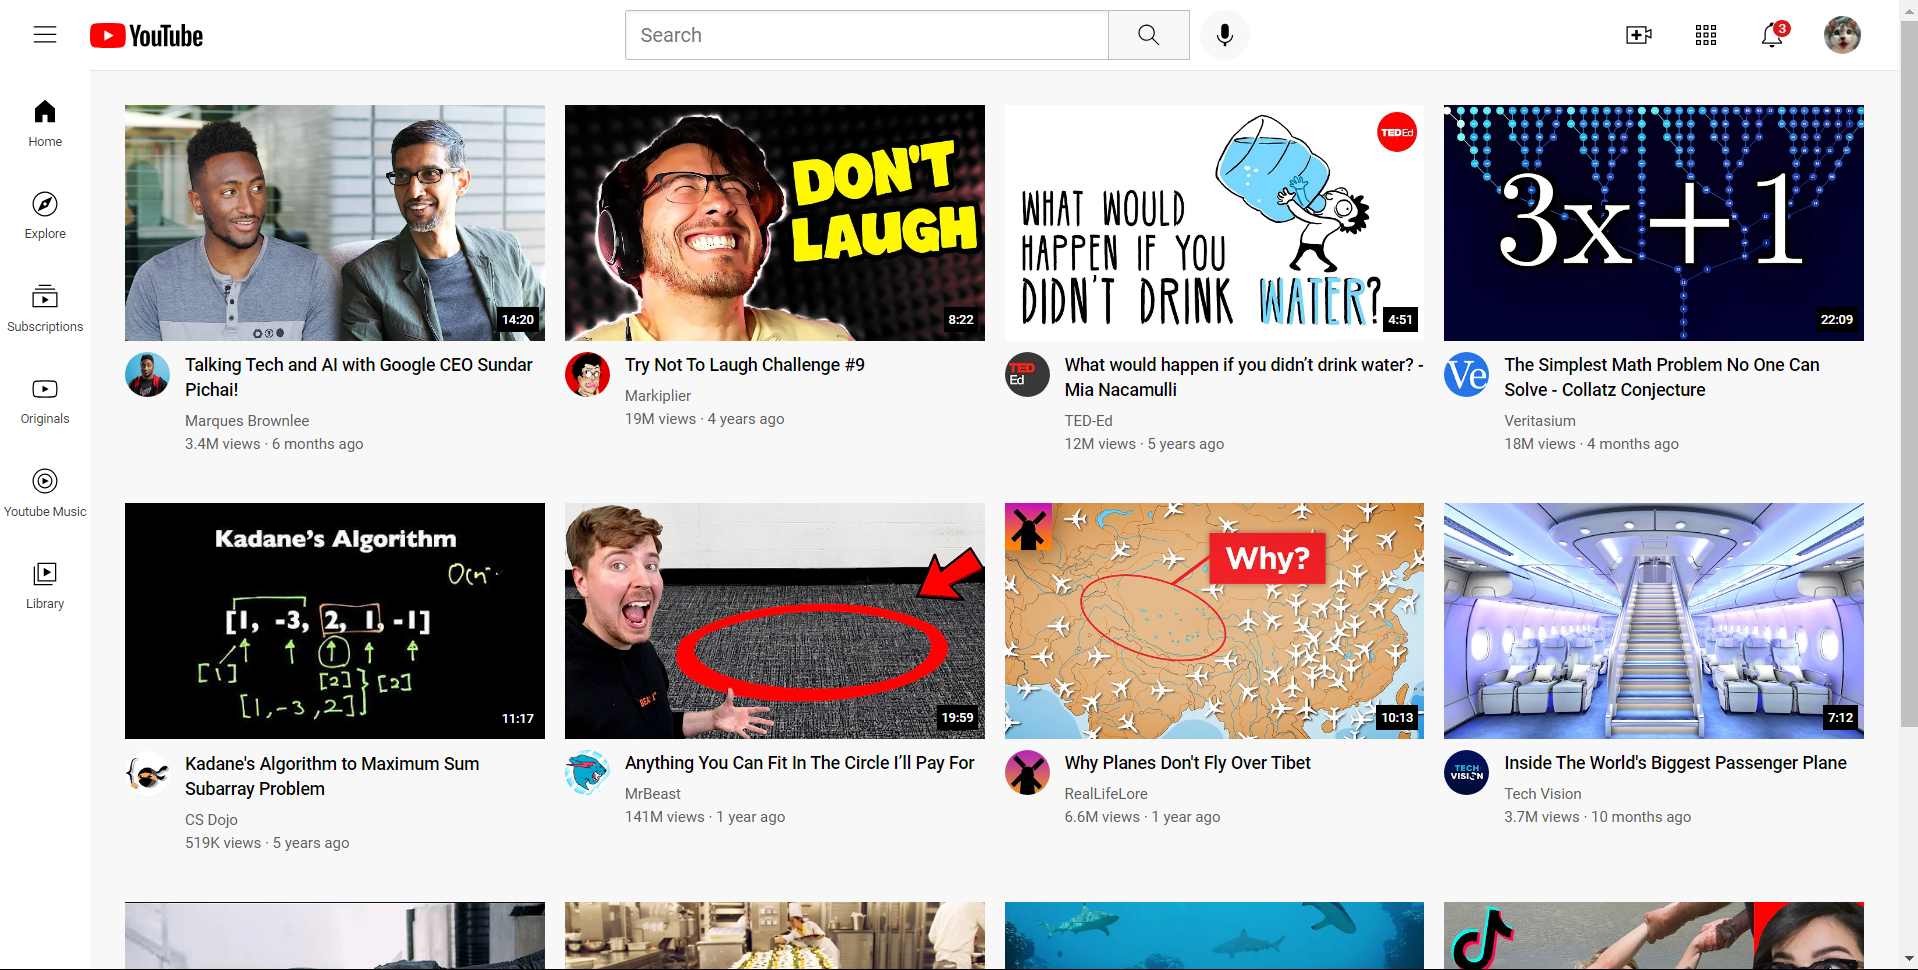 YouTube
Search
3
Home
Explore
Subscriptions
Originals
Youtube Music
Library
14:20
Talking Tech and AI with Google CEO Sundar
Pichai!
Marques Brownlee
3.4M views · 6 months ago
DON'T
LAUGH
8:22
Try Not To Laugh Challenge #9
Markiplier
19M views · 4 years ago
TEDEd
WHAT WOULD
HAPPEN IF YOU
DIDN'T DRINK WATER?
4:51
TED
Ed
What would happen if you didn’t drink water? -
Mia Nacamulli
TED-Ed
12M views · 5 years ago
3x+1
22:09
Ve
The Simplest Math Problem No One Can
Solve - Collatz Conjecture
Veritasium
18M views · 4 months ago
Kadane's Algorithm
[1, -3, 2, 1, -1]
[1]
[2]
[2]
[1,-3,2]
11:17
Kadane's Algorithm to Maximum Sum
Subarray Problem
CS Dojo
519K views · 5 years ago
19:59
Anything You Can Fit In The Circle I’ll Pay For
MrBeast
141M views · 1 year ago
Why?
10:13
Why Planes Don't Fly Over Tibet
RealLifeLore
6.6M views · 1 year ago
7:12
TECH
VISION
Inside The World's Biggest Passenger Plane
Tech Vision
3.7M views · 10 months ago